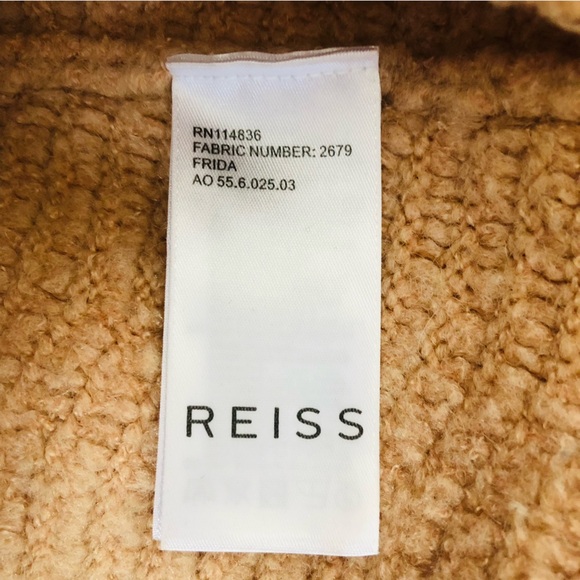 RN114836
FABRIC NUMBER: 2679
FRIDA
AO 55.6.025.03
REISS